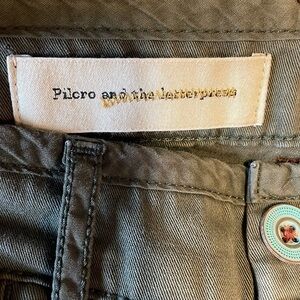 Pilcro and the letterpress